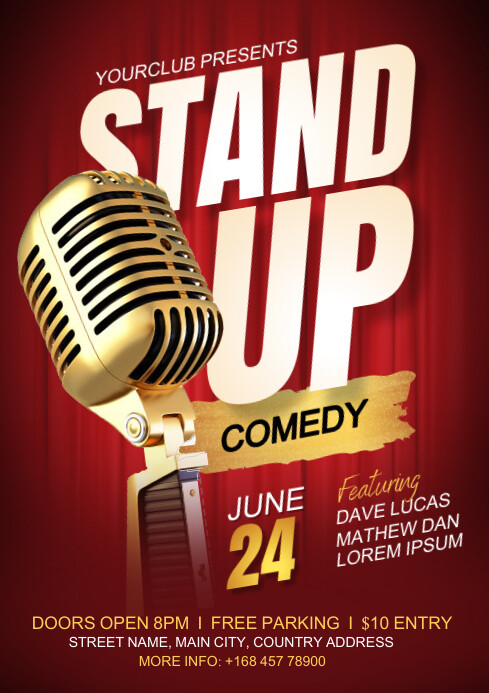 YOURCLUB PRESENTS
STAND
UP
COMEDY
JUNE
24
Featuring
DAVE LUCAS
MATHEW DAN
LOREM IPSUM
DOORS OPEN 8PM I FREE PARKING I $10 ENTRY
STREET NAME, MAIN CITY, COUNTRY ADDRESS
MORE INFO: +168 457 78900